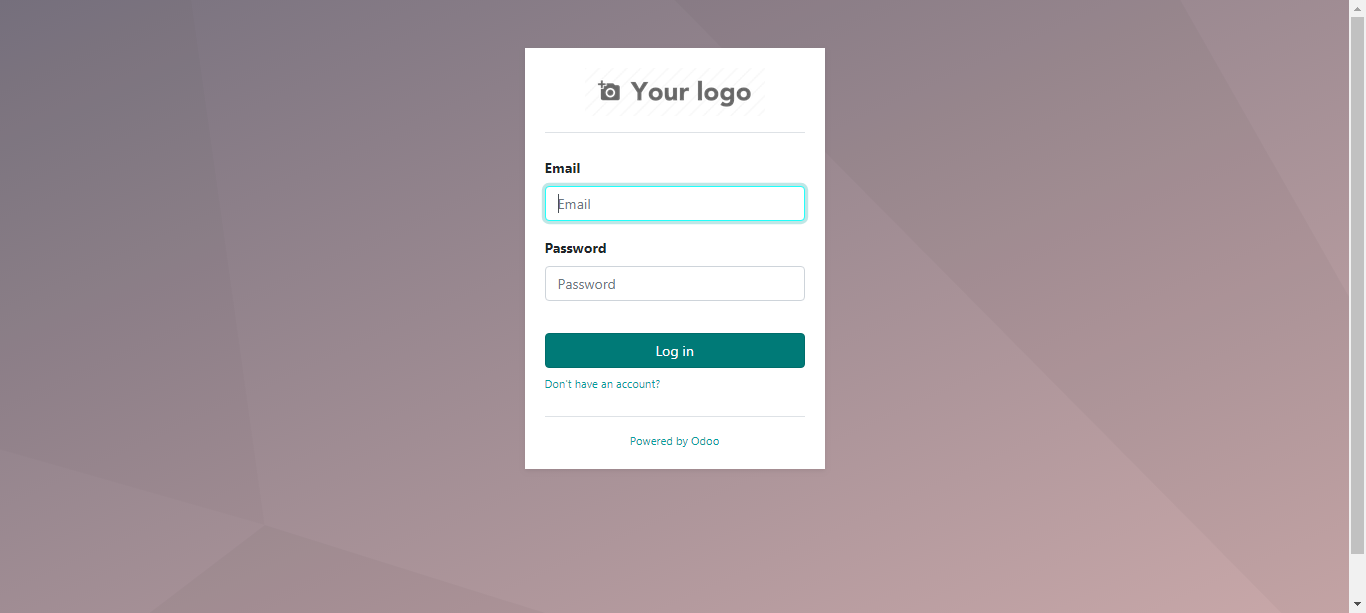 Your logo
Email
Email
Password
Password
Log in
Don't have an account?
Powered by Odoo